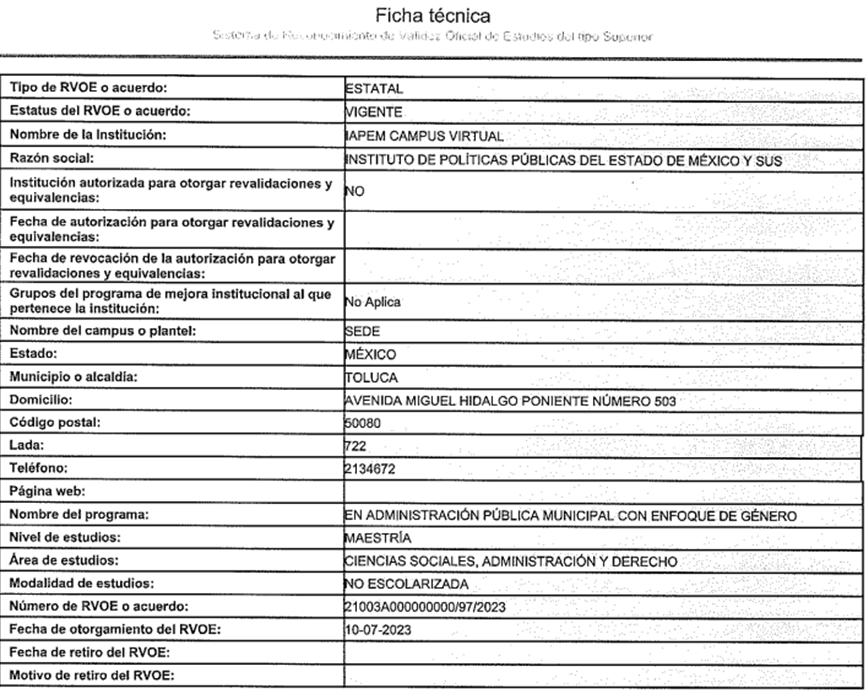 Ficha técnica
Sistema de Reconocimiento de Validez Oficial de Estudios del tipo Superior
Tipo de RVOE o acuerdo: ESTATAL
Estatus del RVOE o acuerdo: VIGENTE
Nombre de la Institución: IAPEM CAMPUS VIRTUAL
Razón social: INSTITUTO DE POLÍTICAS PÚBLICAS DEL ESTADO DE MÉXICO Y SUS
Institución autorizada para otorgar revalidaciones y
equivalencias: NO
Fecha de autorización para otorgar revalidaciones y
equivalencias:
Fecha de revocación de la autorización para otorgar
revalidaciones y equivalencias:
Grupos del programa de mejora institucional al que
pertenece la institución: No Aplica
Nombre del campus o plantel: SEDE
Estado: MÉXICO
Municipio o alcaldía: TOLUCA
Domicilio: AVENIDA MIGUEL HIDALGO PONIENTE NÚMERO 503
Código postal: 50080
Lada: 722
Teléfono: 2134672
Página web:
Nombre del programa: EN ADMINISTRACIÓN PÚBLICA MUNICIPAL CON ENFOQUE DE GÉNERO
Nivel de estudios: MAESTRÍA
Área de estudios: CIENCIAS SOCIALES, ADMINISTRACIÓN Y DERECHO
Modalidad de estudios: NO ESCOLARIZADA
Número de RVOE o acuerdo: 21003A000000000/97/2023
Fecha de otorgamiento del RVOE: 10-07-2023
Fecha de retiro del RVOE:
Motivo de retiro del RVOE: